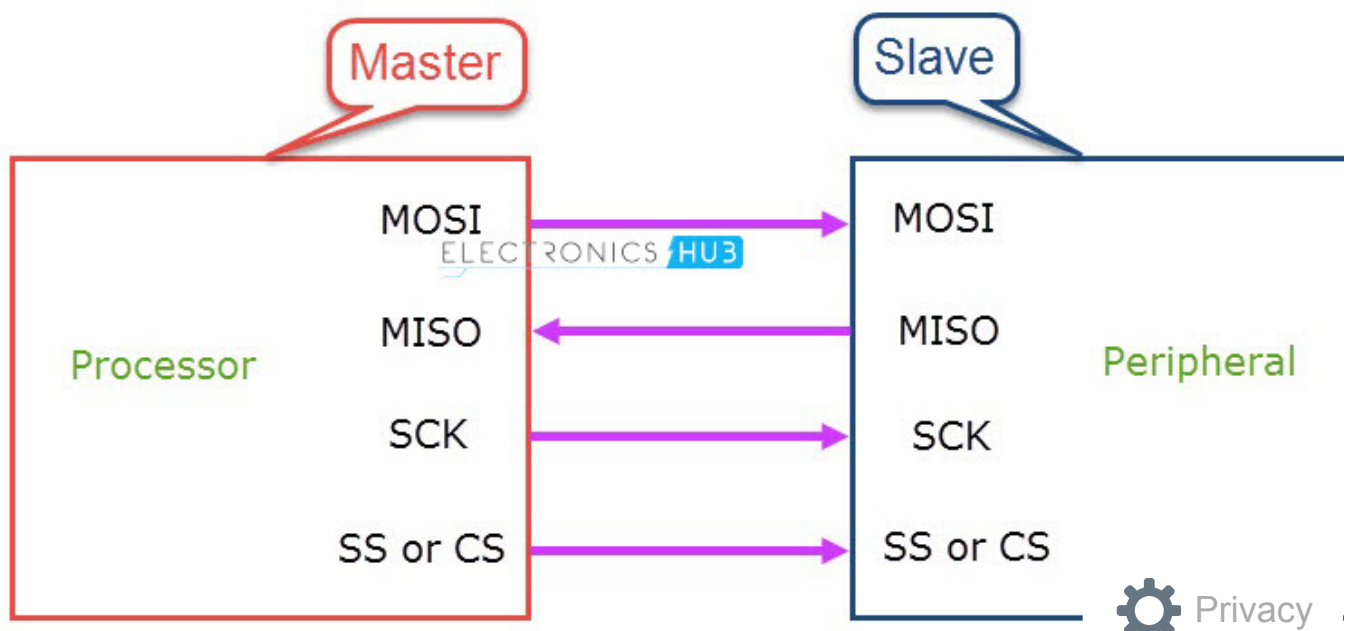 Master
Slave
MOSI
MOSI
ELECTRONICS HUB
MISO
MISO
Processor
Peripheral
SCK
SCK
SS or CS
SS or CS
Privacy